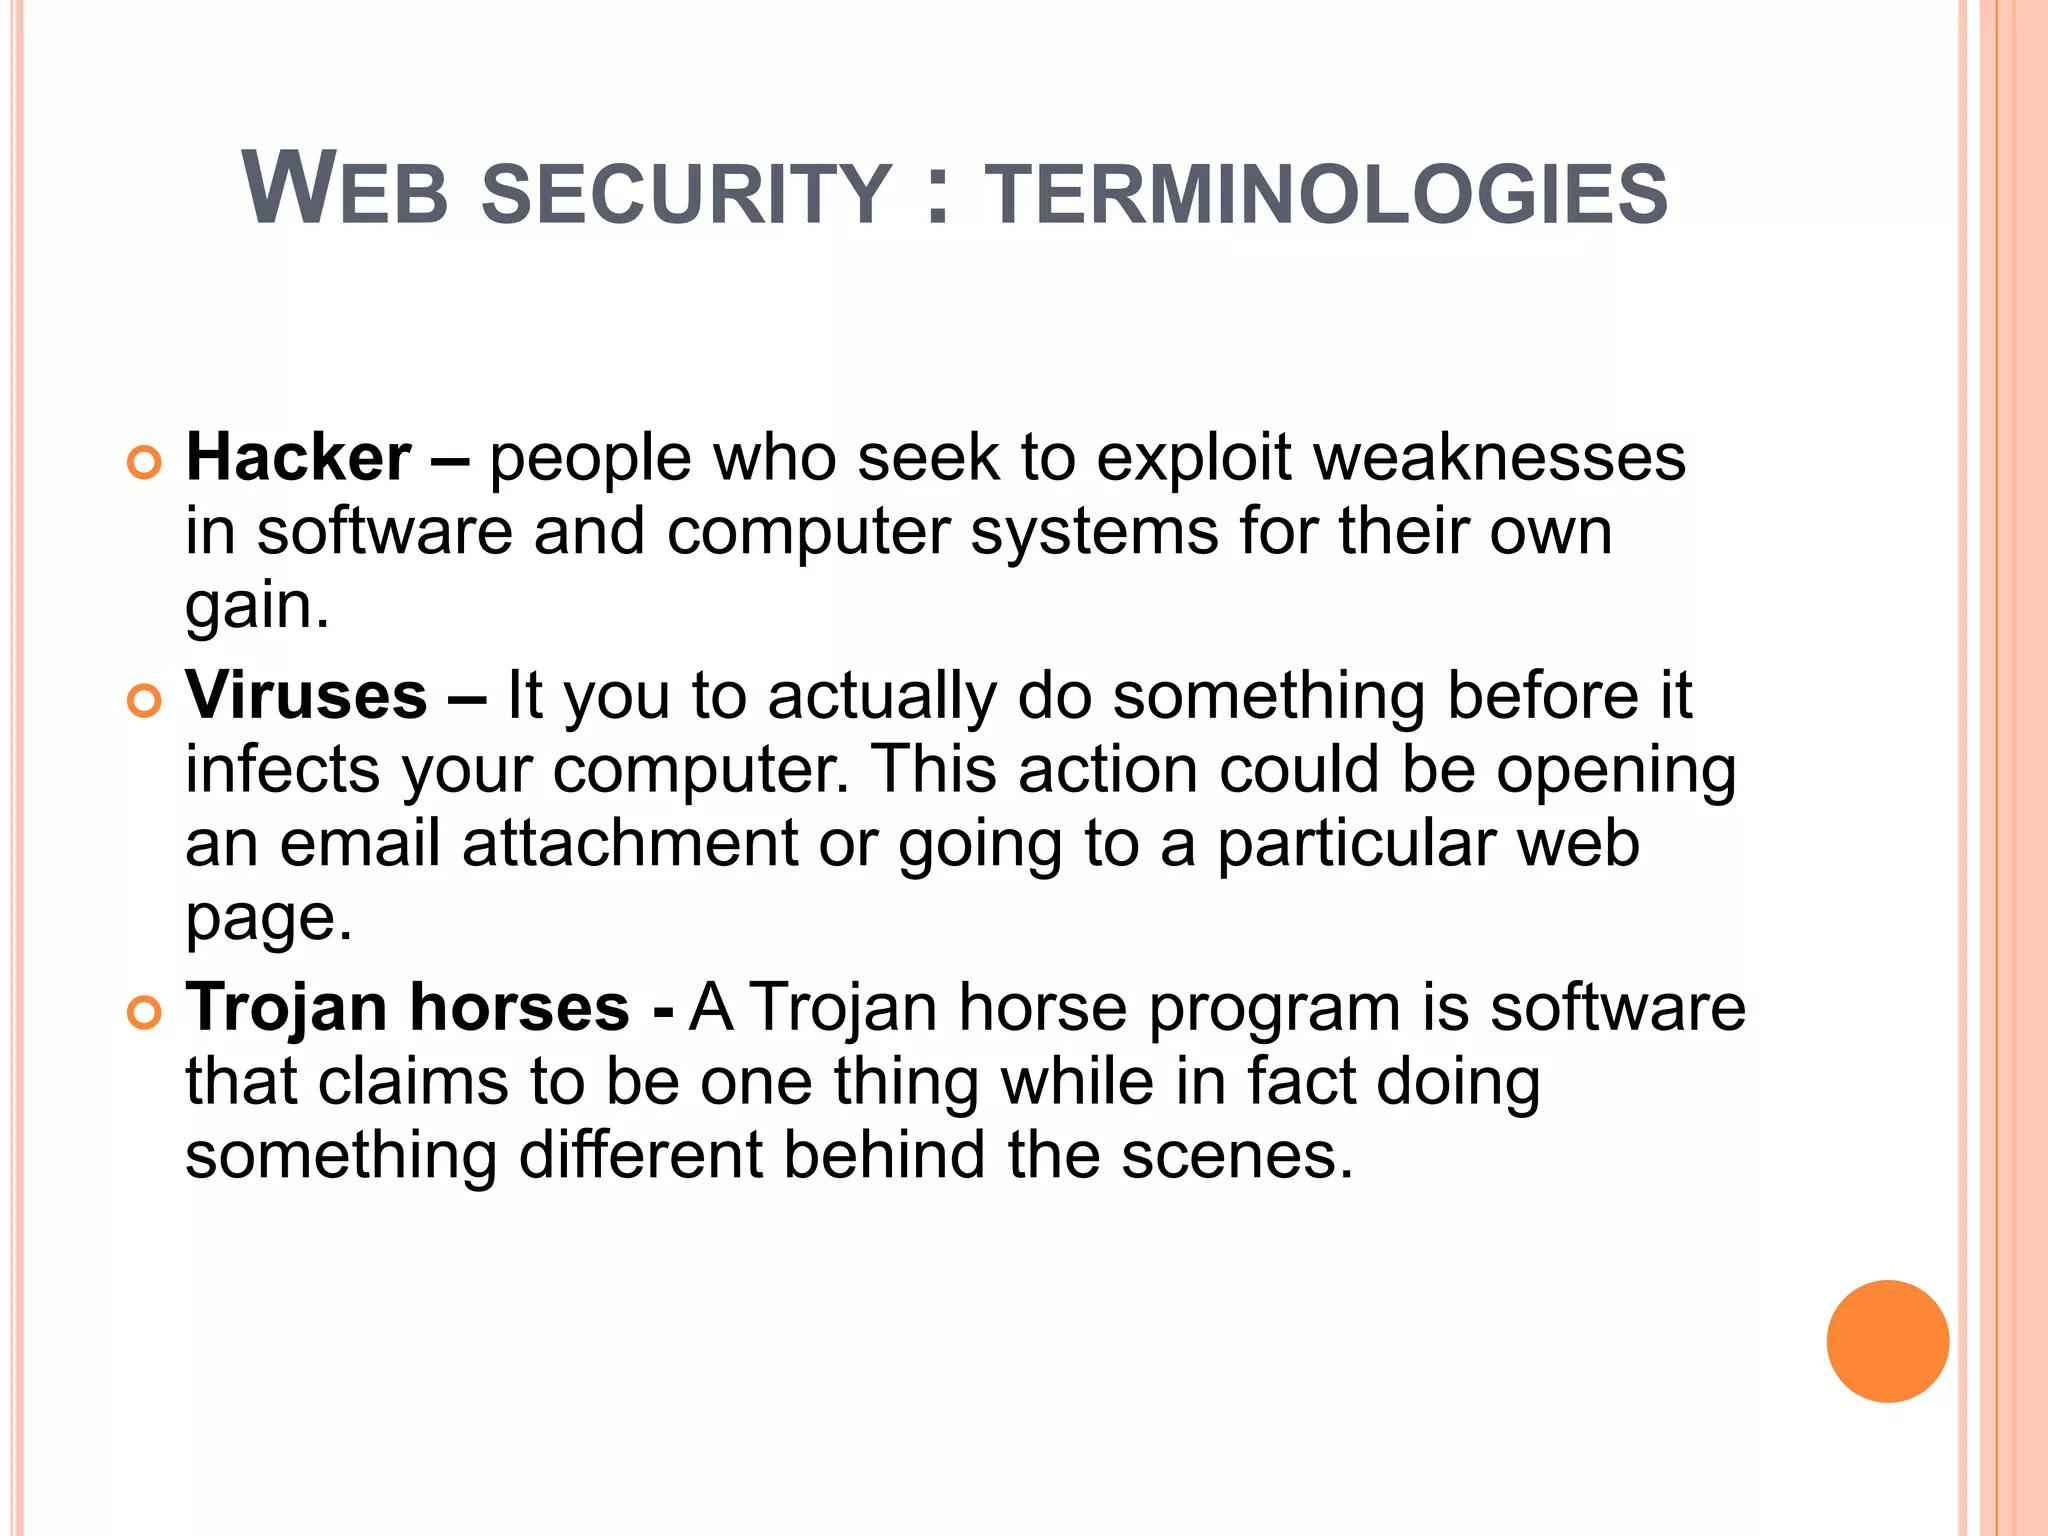 WEB SECURITY : TERMINOLOGIES
Hacker – people who seek to exploit weaknesses
in software and computer systems for their own
gain.
Viruses – It you to actually do something before it
infects your computer. This action could be opening
an email attachment or going to a particular web
page.
Trojan horses - A Trojan horse program is software
that claims to be one thing while in fact doing
something different behind the scenes.